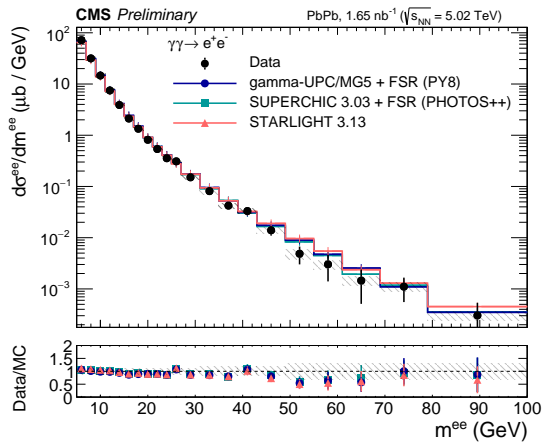 CMS Preliminary
PbPb, 1.65 nb⁻¹ (√s_NN = 5.02 TeV)
γγ→ e⁺e⁻
Data
gamma-UPC/MG5 + FSR (PY8)
SUPERCHIC 3.03 + FSR (PHOTOS++)
STARLIGHT 3.13
dσᵉᵉ/dmᵉᵉ (μb / GeV)
10²
10
1
10⁻¹
10⁻²
10⁻³
Data/MC
2
1.5
1
0.5
0
10 20 30 40 50 60 70 80 90 100
mᵉᵉ [GeV]